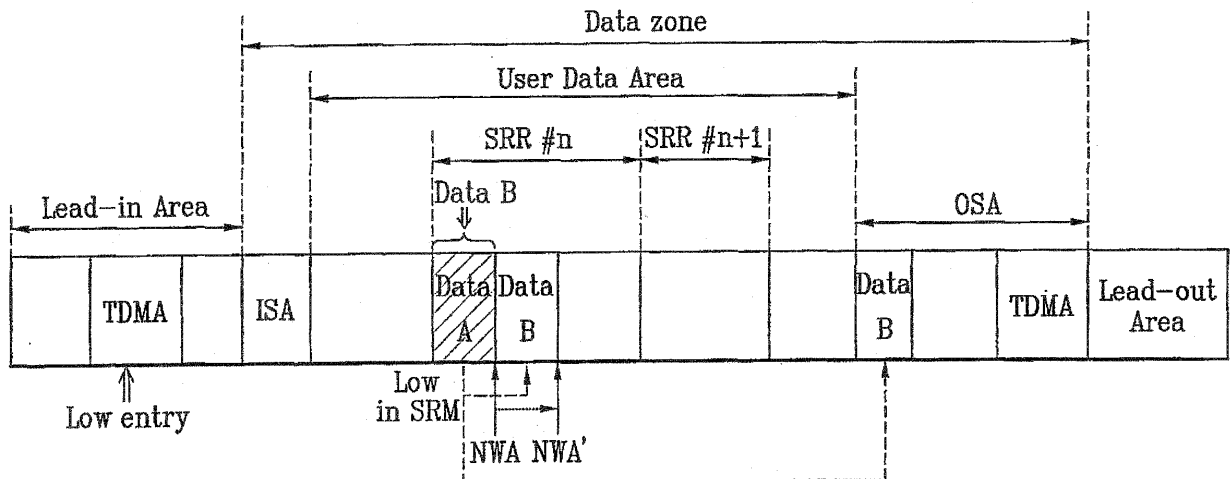 Data zone
User Data Area
SRR #n
SRR #n+1
Data B
Lead-in Area
OSA
TDMA
ISA
Data
A
Data
B
Data
B
TDMA
Lead-out
Area
Low entry
Low
in SRM
NWA
NWA'